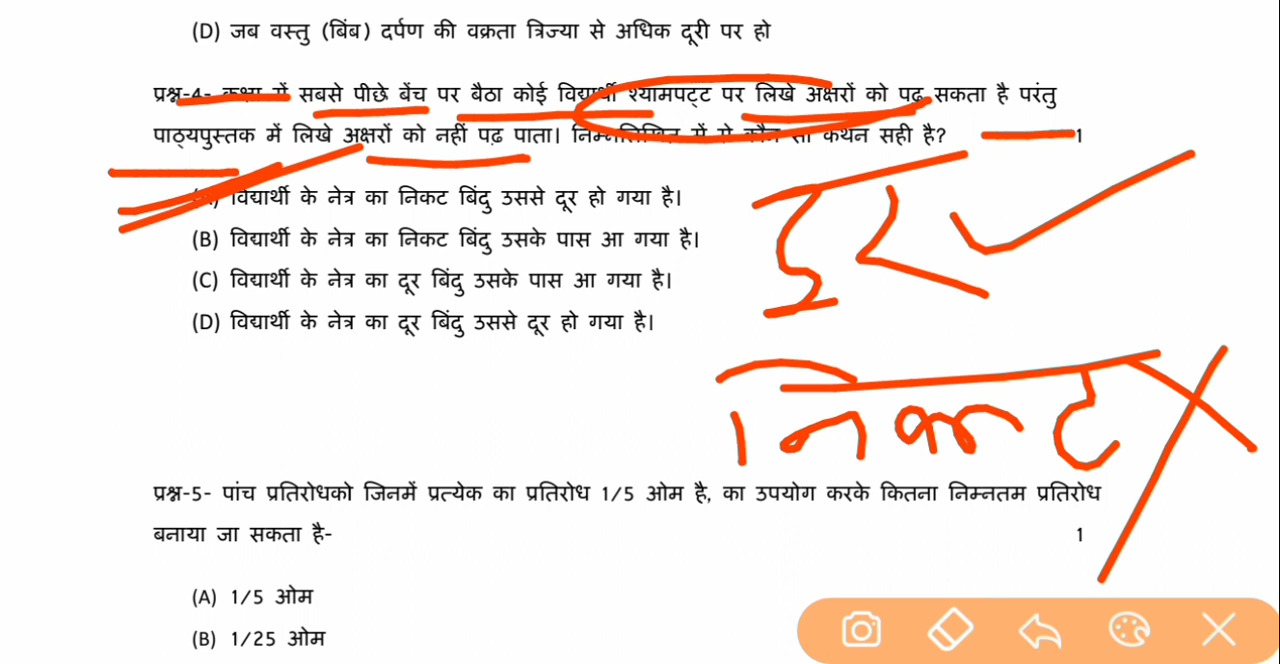 (D) जब वस्तु (बिंब) दर्पण की वक्रता त्रिज्या से अधिक दूरी पर हो
प्रश्न-4- कक्षा में सबसे पीछे बेंच पर बैठा कोई विद्यार्थी श्यामपट्ट पर लिखे अक्षरों को पढ़ सकता है परंतु
पाठ्यपुस्तक में लिखे अक्षरों को नहीं पढ़ पाता। निम्नलिखित में से कौन सा कथन सही है? 1
(A) विद्यार्थी के नेत्र का निकट बिंदु उससे दूर हो गया है।
(B) विद्यार्थी के नेत्र का निकट बिंदु उसके पास आ गया है।
(C) विद्यार्थी के नेत्र का दूर बिंदु उसके पास आ गया है।
(D) विद्यार्थी के नेत्र का दूर बिंदु उससे दूर हो गया है।
दूर
निकट
प्रश्न-5- पांच प्रतिरोधको जिनमें प्रत्येक का प्रतिरोध 1/5 ओम है, का उपयोग करके कितना निम्नतम प्रतिरोध
बनाया जा सकता है- 1
(A) 1/5 ओम
(B) 1/25 ओम